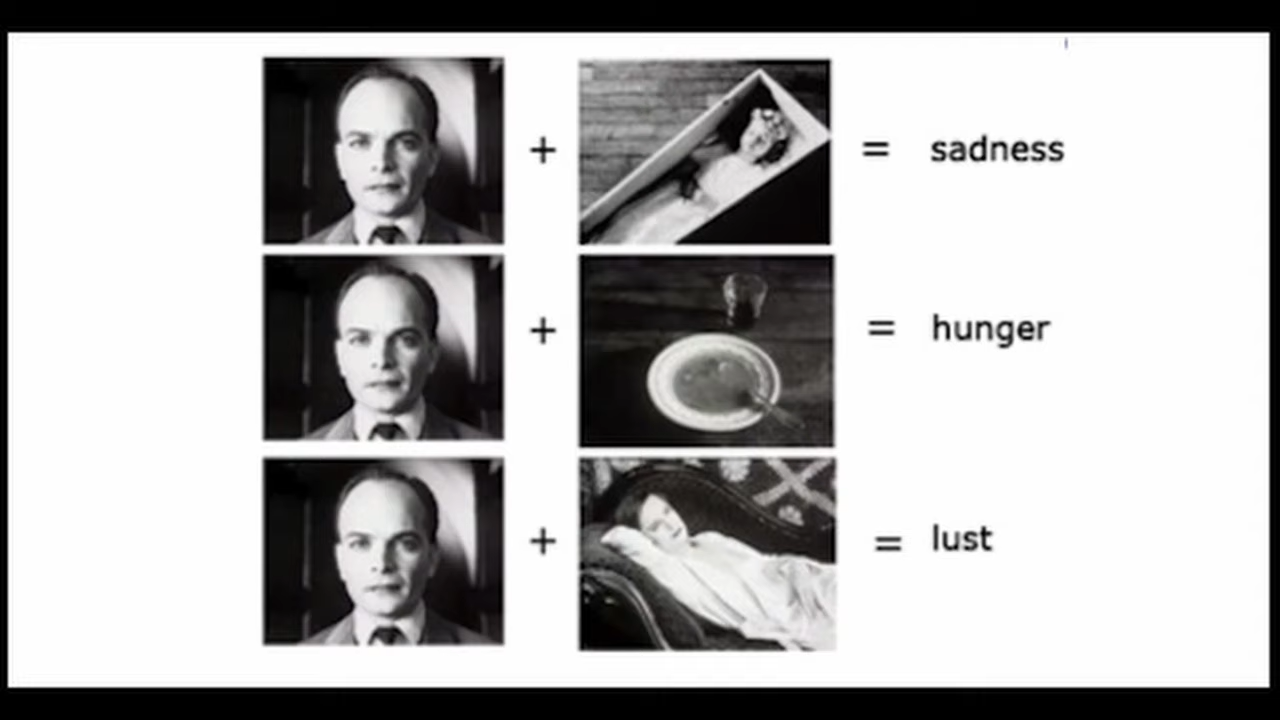 + = sadness
+ = hunger
+ = lust